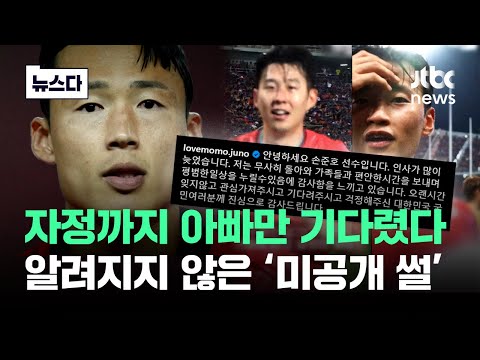 뉴스다
jtbc
news
lovemomo.juno 안녕하세요 손준호 선수입니다. 인사가 많이
늦었습니다. 저는 무사히 돌아와 가족들과 편안한시간을 보내며
평범한일상을 누릴수있음에 감사함을 느끼고 있습니다. 오랜시간
잊지않고 관심가져주시고 기다려주시고 걱정해주신 대한민국 국
민여러분께 진심으로 감사드립니다.
자정까지 아빠만 기다렸다
알려지지 않은 ‘미공개 썰’